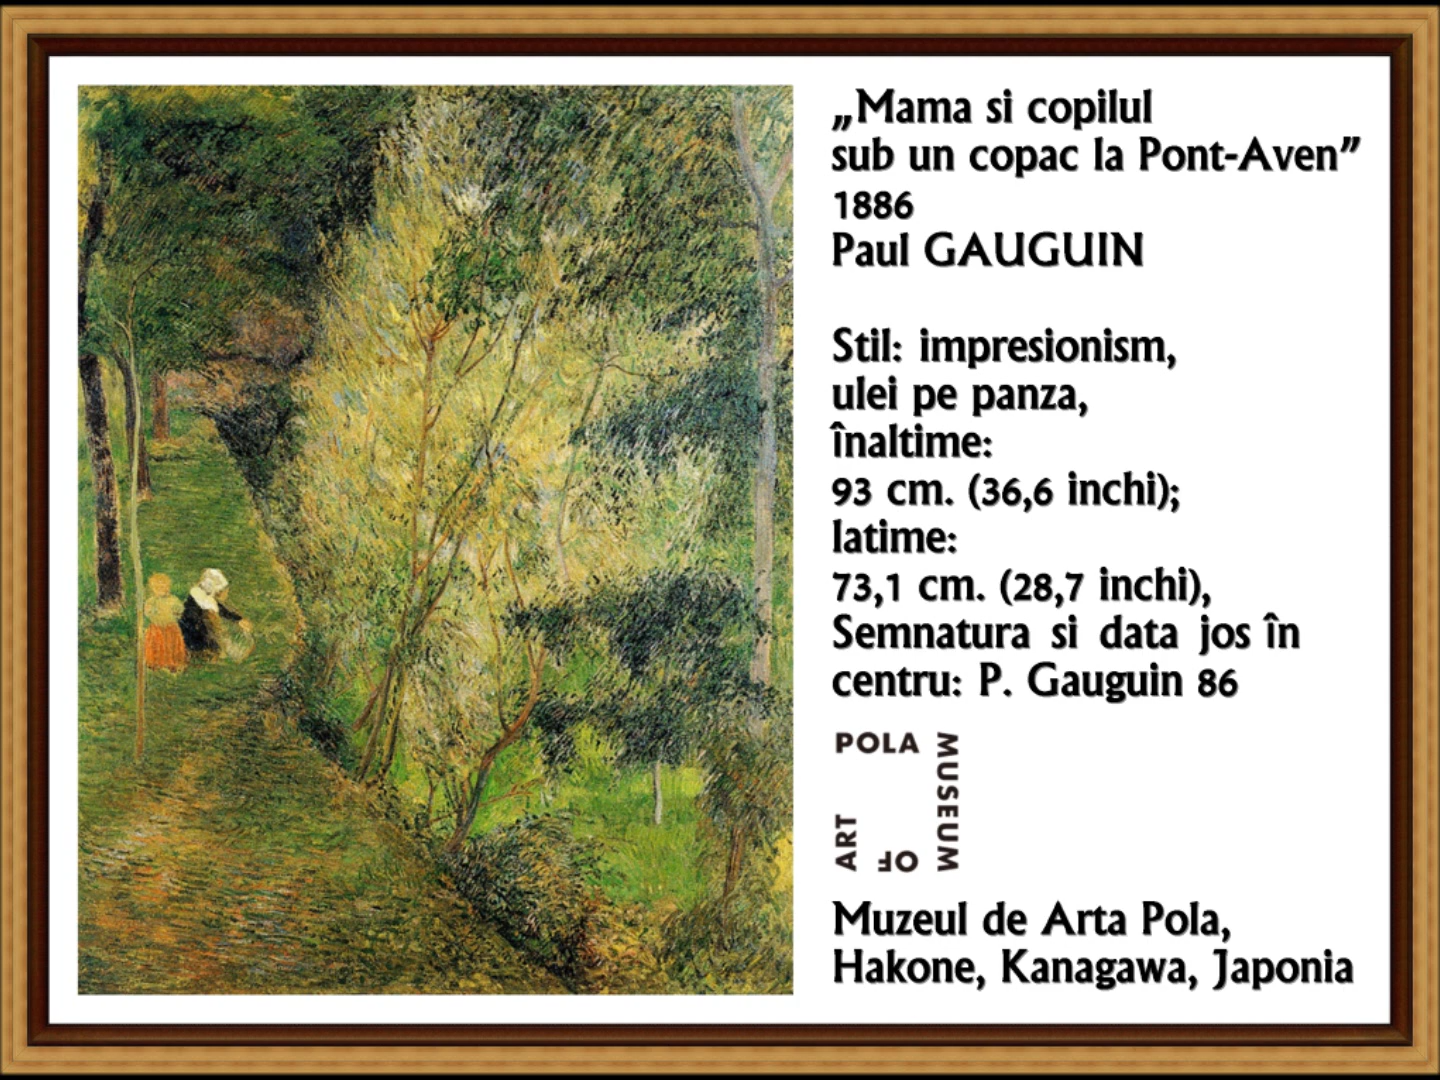 „Mama si copilul
sub un copac la Pont-Aven”
1886
Paul GAUGUIN
Stil: impresionism,
ulei pe panza,
înaltime:
93 cm. (36,6 inchi);
latime:
73,1 cm. (28,7 inchi),
Semnatura si data jos în
centru: P. Gauguin 86
POLA
MUSEUM
OF
ART
Muzeul de Arta Pola,
Hakone, Kanagawa, Japonia